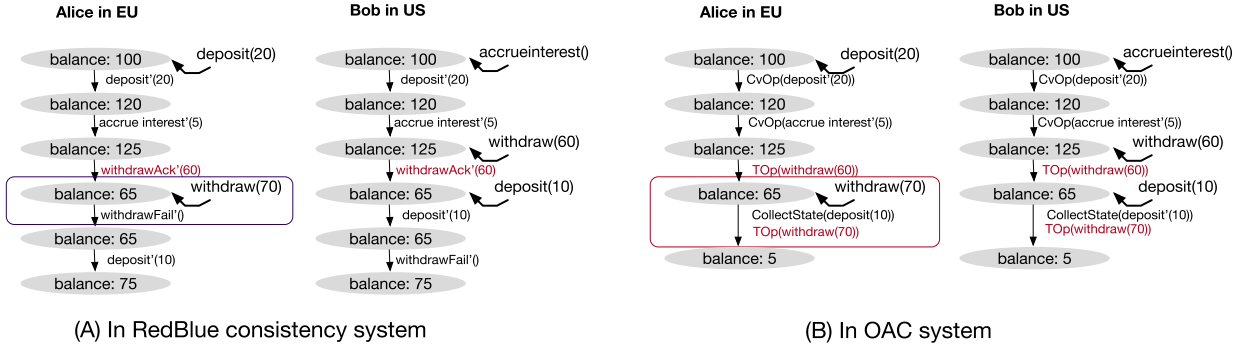 Alice in EU
Bob in US
balance: 100
deposit(20)
deposit'(20)
balance: 120
accrue interest'(5)
balance: 125
withdrawAck'(60)
balance: 65
withdraw(70)
withdrawFail'()
balance: 65
deposit'(10)
balance: 75
balance: 100
accrueinterest()
deposit'(20)
balance: 120
accrue interest'(5)
balance: 125
withdraw(60)
withdrawAck'(60)
balance: 65
deposit(10)
deposit'(10)
balance: 65
withdrawFail'()
balance: 75
(A) In RedBlue consistency system
Alice in EU
Bob in US
balance: 100
deposit(20)
CvOp(deposit'(20))
balance: 120
CvOp(accrue interest'(5))
balance: 125
TOp(withdraw(60))
balance: 65
withdraw(70)
CollectState(deposit(10))
TOp(withdraw(70))
balance: 5
balance: 100
accrueinterest()
CvOp(deposit'(20))
balance: 120
CvOp(accrue interest'(5))
balance: 125
withdraw(60)
TOp(withdraw(60))
balance: 65
deposit(10)
CollectState(deposit'(10))
TOp(withdraw(70))
balance: 5
(B) In OAC system